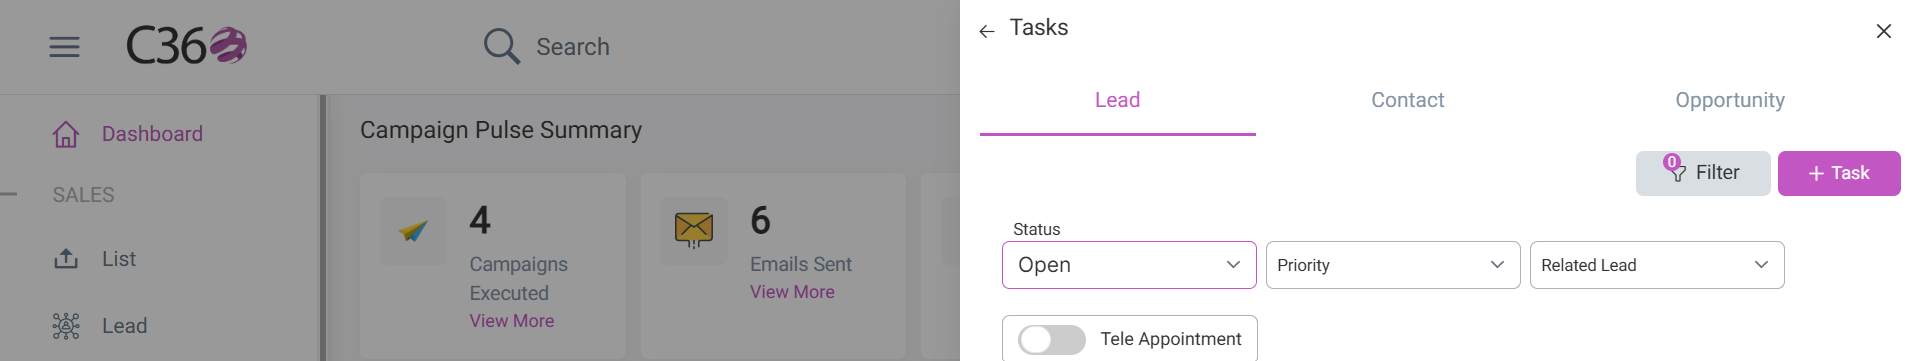 C360
Search
Dashboard
SALES
List
Lead
Campaign Pulse Summary
4
Campaigns
Executed
View More
6
Emails Sent
View More
Tasks
Lead
Contact
Opportunity
0
Filter
+ Task
Status
Open
Priority
Related Lead
Tele Appointment